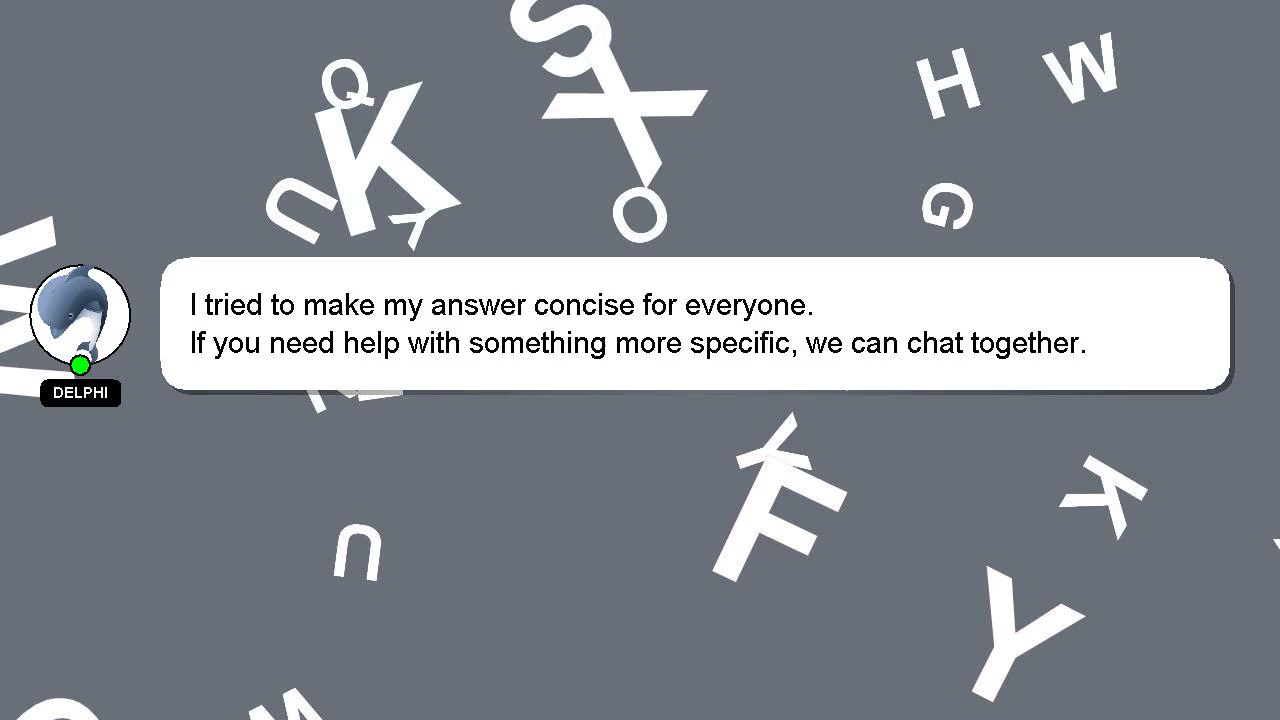 S
Q
H
W
K
X
U
Y
O
G
I tried to make my answer concise for everyone.
If you need help with something more specific, we can chat together.
DELPHI
Y
F
K
U
Y